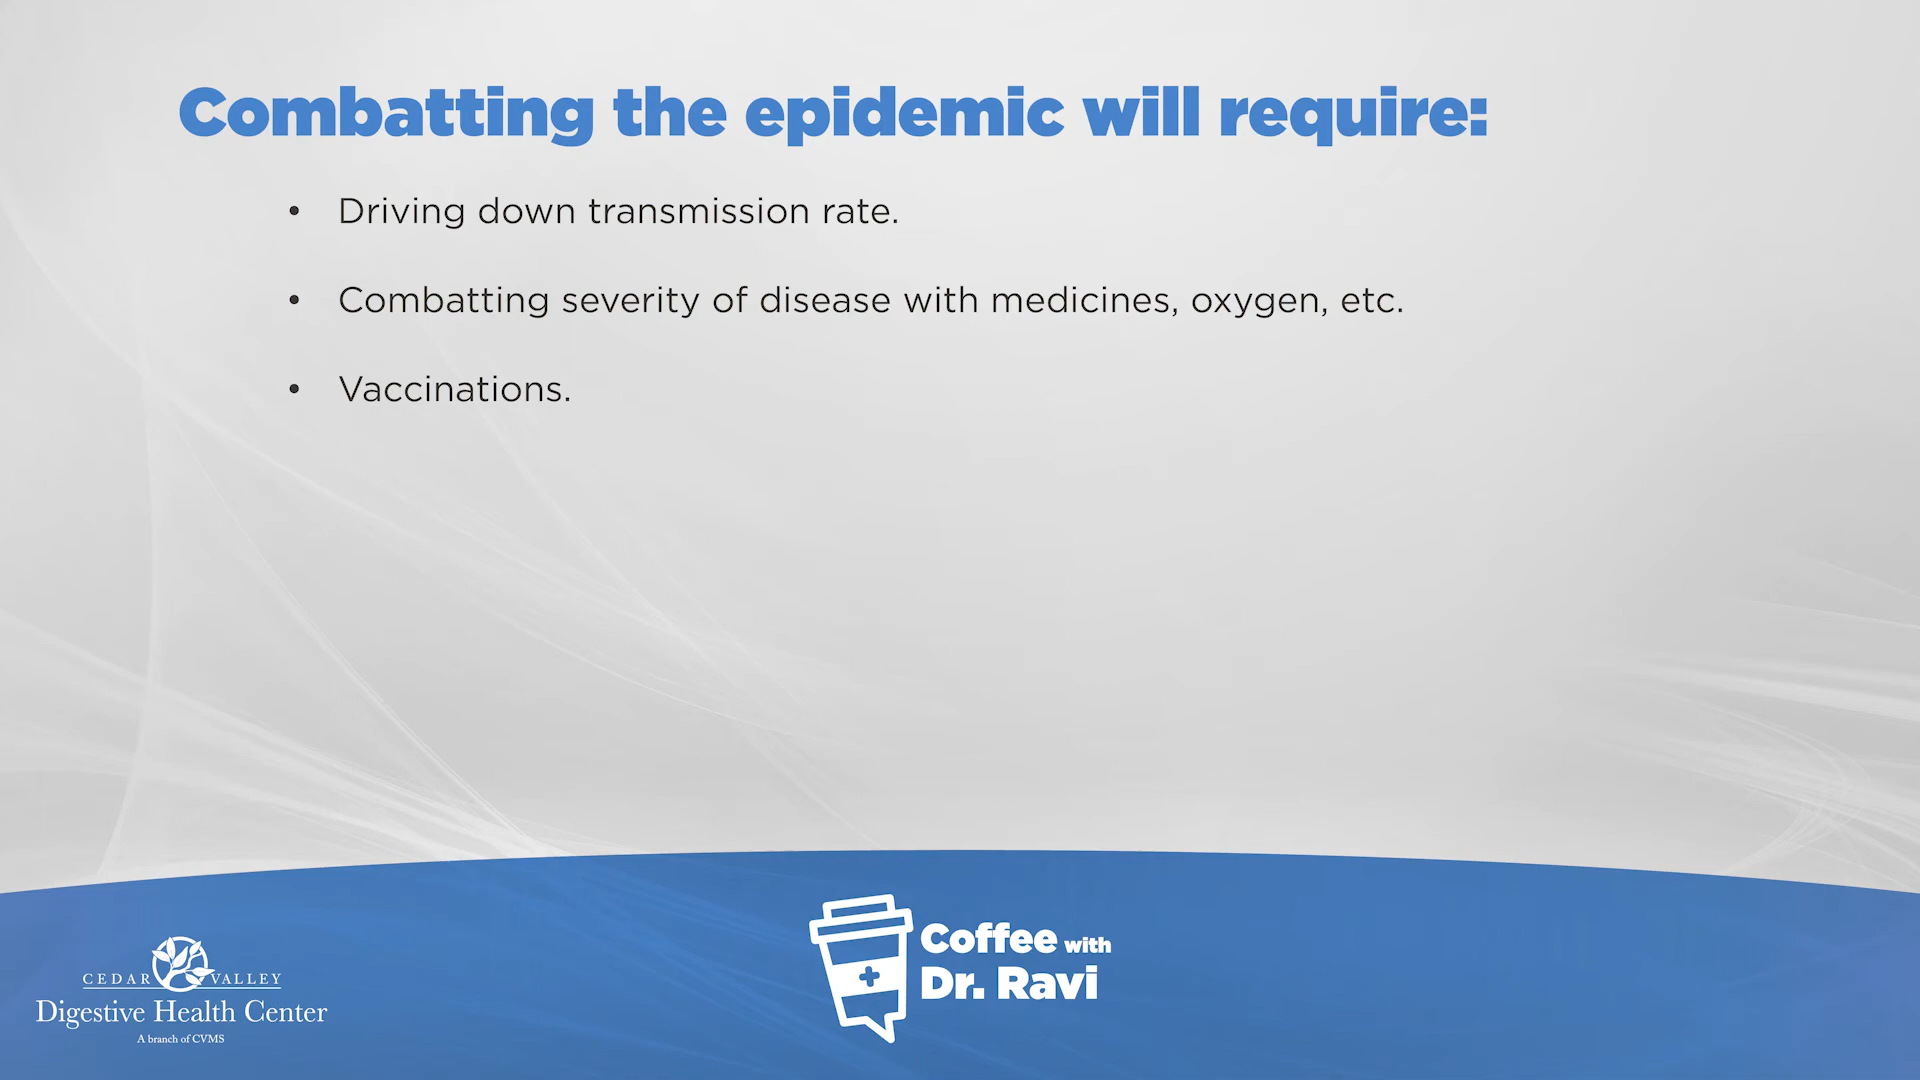 Combatting the epidemic will require:
• Driving down transmission rate.
• Combatting severity of disease with medicines, oxygen, etc.
• Vaccinations.
CEDAR VALLEY
Digestive Health Center
A branch of CVMS
Coffee with
Dr. Ravi